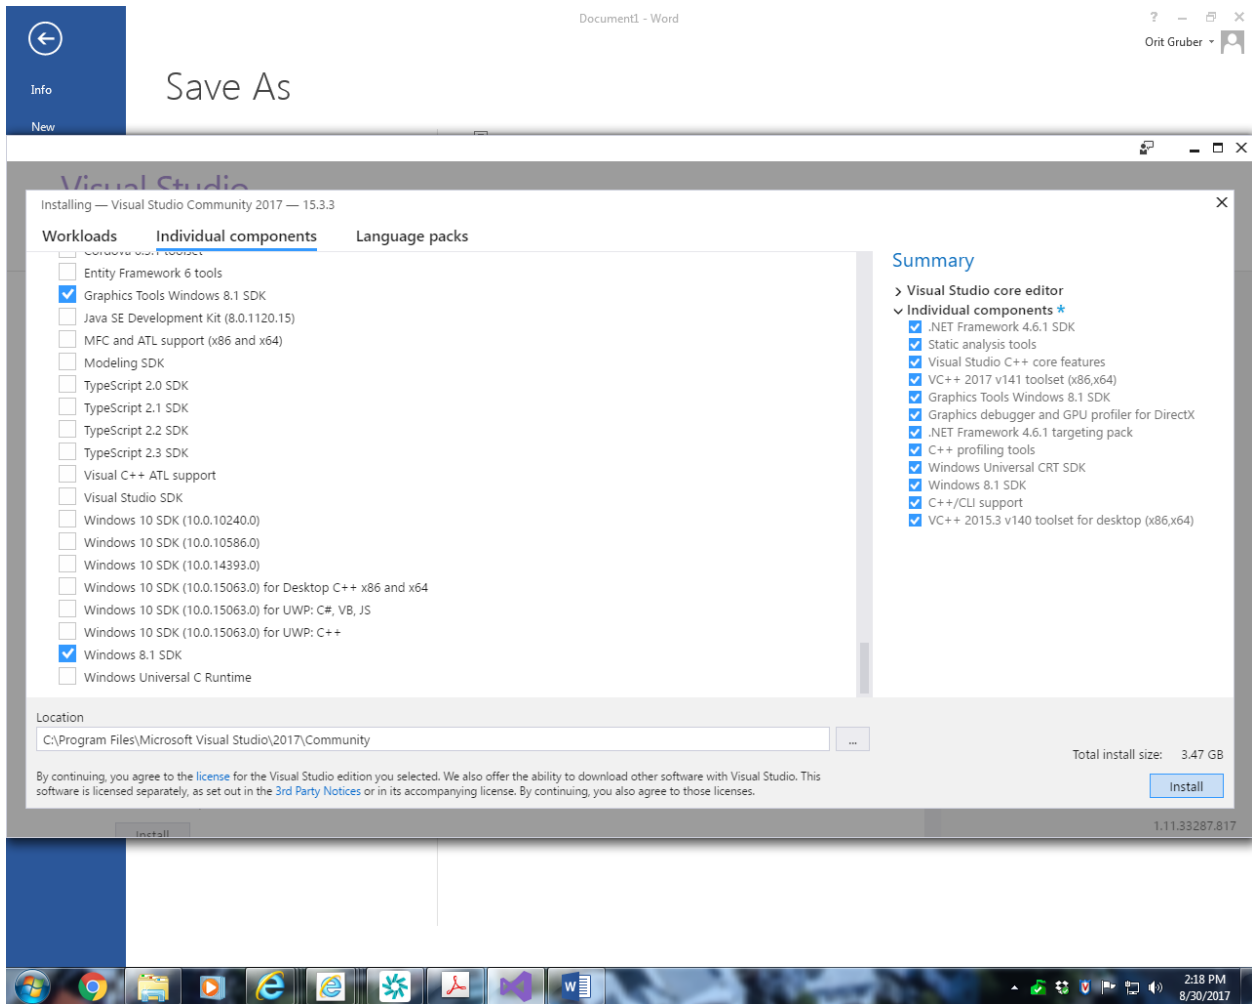 Document1 - Word
?
Orit Gruber
Info
Save As
New
Visual Studio
Installing — Visual Studio Community 2017 — 15.3.3
Workloads Individual components Language packs
Cordova 6.3.1 toolset
Entity Framework 6 tools
Graphics Tools Windows 8.1 SDK
Java SE Development Kit (8.0.1120.15)
MFC and ATL support (x86 and x64)
Modeling SDK
TypeScript 2.0 SDK
TypeScript 2.1 SDK
TypeScript 2.2 SDK
TypeScript 2.3 SDK
Visual C++ ATL support
Visual Studio SDK
Windows 10 SDK (10.0.10240.0)
Windows 10 SDK (10.0.10586.0)
Windows 10 SDK (10.0.14393.0)
Windows 10 SDK (10.0.15063.0) for Desktop C++ x86 and x64
Windows 10 SDK (10.0.15063.0) for UWP: C#, VB, JS
Windows 10 SDK (10.0.15063.0) for UWP: C++
Windows 8.1 SDK
Windows Universal C Runtime
Summary
Visual Studio core editor
Individual components *
.NET Framework 4.6.1 SDK
Static analysis tools
Visual Studio C++ core features
VC++ 2017 v141 toolset (x86,x64)
Graphics Tools Windows 8.1 SDK
Graphics debugger and GPU profiler for DirectX
.NET Framework 4.6.1 targeting pack
C++ profiling tools
Windows Universal CRT SDK
Windows 8.1 SDK
C++/CLI support
VC++ 2015.3 v140 toolset for desktop (x86,x64)
Location
C:\Program Files\Microsoft Visual Studio\2017\Community
...
Total install size: 3.47 GB
By continuing, you agree to the license for the Visual Studio edition you selected. We also offer the ability to download other software with Visual Studio. This
software is licensed separately, as set out in the 3rd Party Notices or in its accompanying license. By continuing, you also agree to those licenses.
Install
1.11.33287.817
Install
2:18 PM
8/30/2017